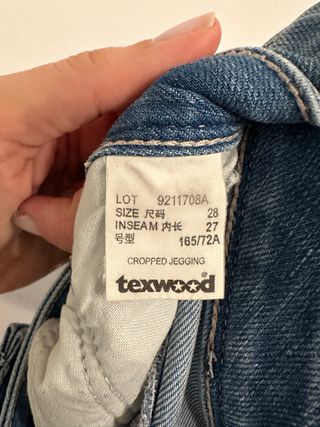 LOT 9211708A
SIZE 尺码 28
INSEAM 内长 27
号型 165/72A
CROPPED JEGGING
texwood®